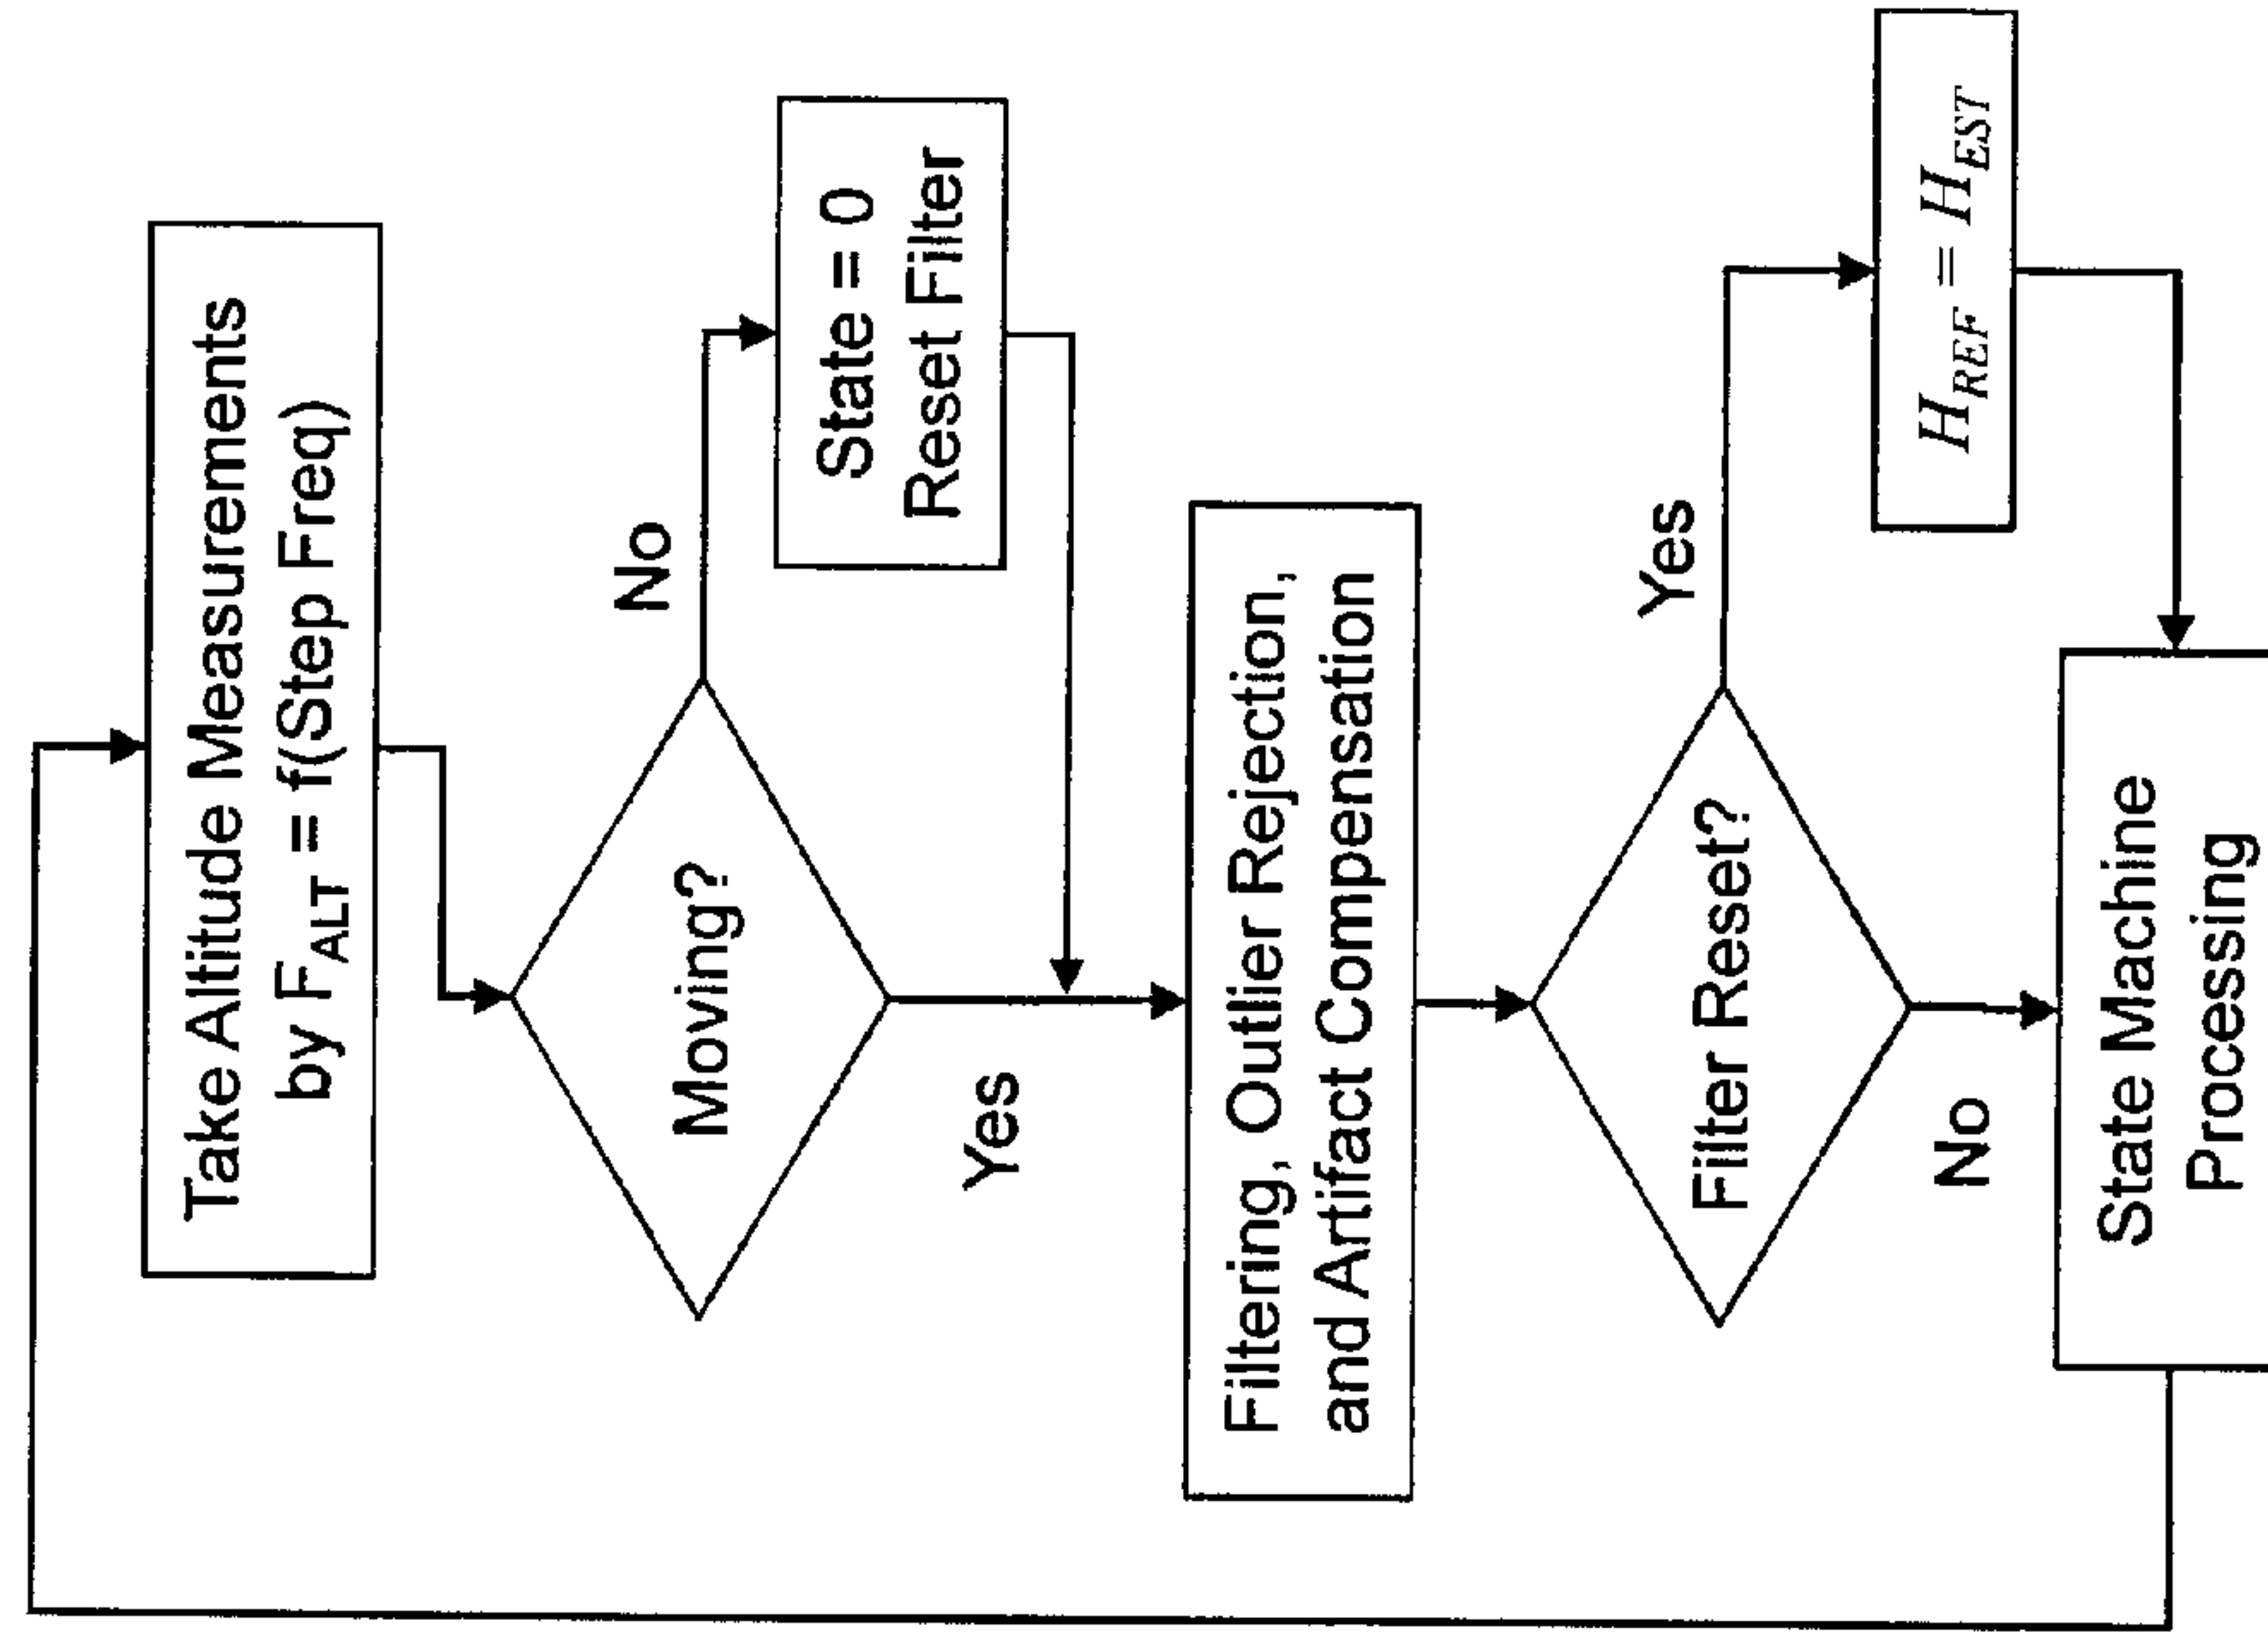 Take Altitude Measurements
by F_ALT = f(Step Freq)
Moving?
No
State = 0
Reset Filter
Yes
Filtering, Outlier Rejection,
and Artifact Compensation
Filter Reset?
Yes
H_REF = H_EST
No
State Machine
Processing